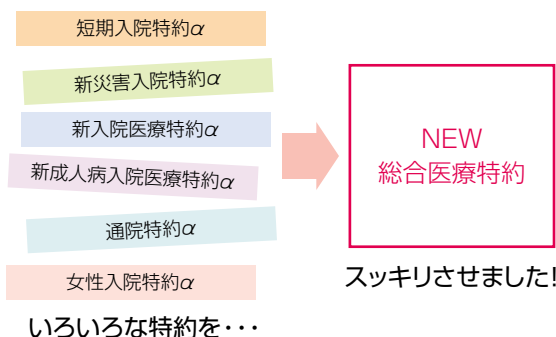 短期入院特約α
新災害入院特約α
新入院医療特約α
新成人病入院医療特約α
通院特約α
女性入院特約α
いろいろな特約を･･･
NEW
総合医療特約
スッキリさせました!